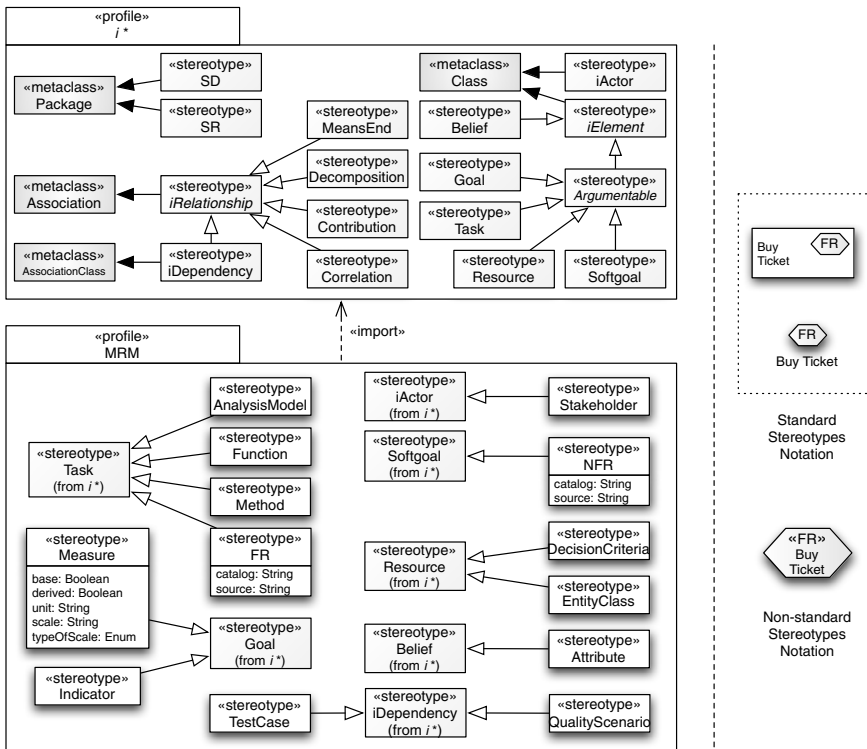 «profile»
i *
«metaclass»
Package
«stereotype»
SD
«stereotype»
SR
«metaclass»
Class
«stereotype»
iActor
«stereotype»
Belief
«stereotype»
iElement
«stereotype»
MeansEnd
«metaclass»
Association
«stereotype»
iRelationship
«stereotype»
Decomposition
«stereotype»
Goal
«stereotype»
Argumentable
«stereotype»
Contribution
«stereotype»
Task
«metaclass»
AssociationClass
«stereotype»
iDependency
«stereotype»
Correlation
«stereotype»
Resource
«stereotype»
Softgoal
«import»
«profile»
MRM
«stereotype»
AnalysisModel
«stereotype»
Task
(from i*)
«stereotype»
Function
«stereotype»
Method
«stereotype»
FR
catalog: String
source: String
«stereotype»
iActor
(from i*)
«stereotype»
Stakeholder
«stereotype»
Softgoal
(from i*)
«stereotype»
NFR
catalog: String
source: String
«stereotype»
Measure
base: Boolean
derived: Boolean
unit: String
scale: String
typeOfScale: Enum
«stereotype»
Resource
(from i*)
«stereotype»
DecisionCriteria
«stereotype»
EntityClass
«stereotype»
Goal
(from i*)
«stereotype»
Indicator
«stereotype»
Belief
(from i*)
«stereotype»
Attribute
«stereotype»
TestCase
«stereotype»
iDependency
(from i*)
«stereotype»
QualityScenario
Buy
Ticket
FR
FR
Buy Ticket
Standard
Stereotypes
Notation
«FR»
Buy
Ticket
Non-standard
Stereotypes
Notation